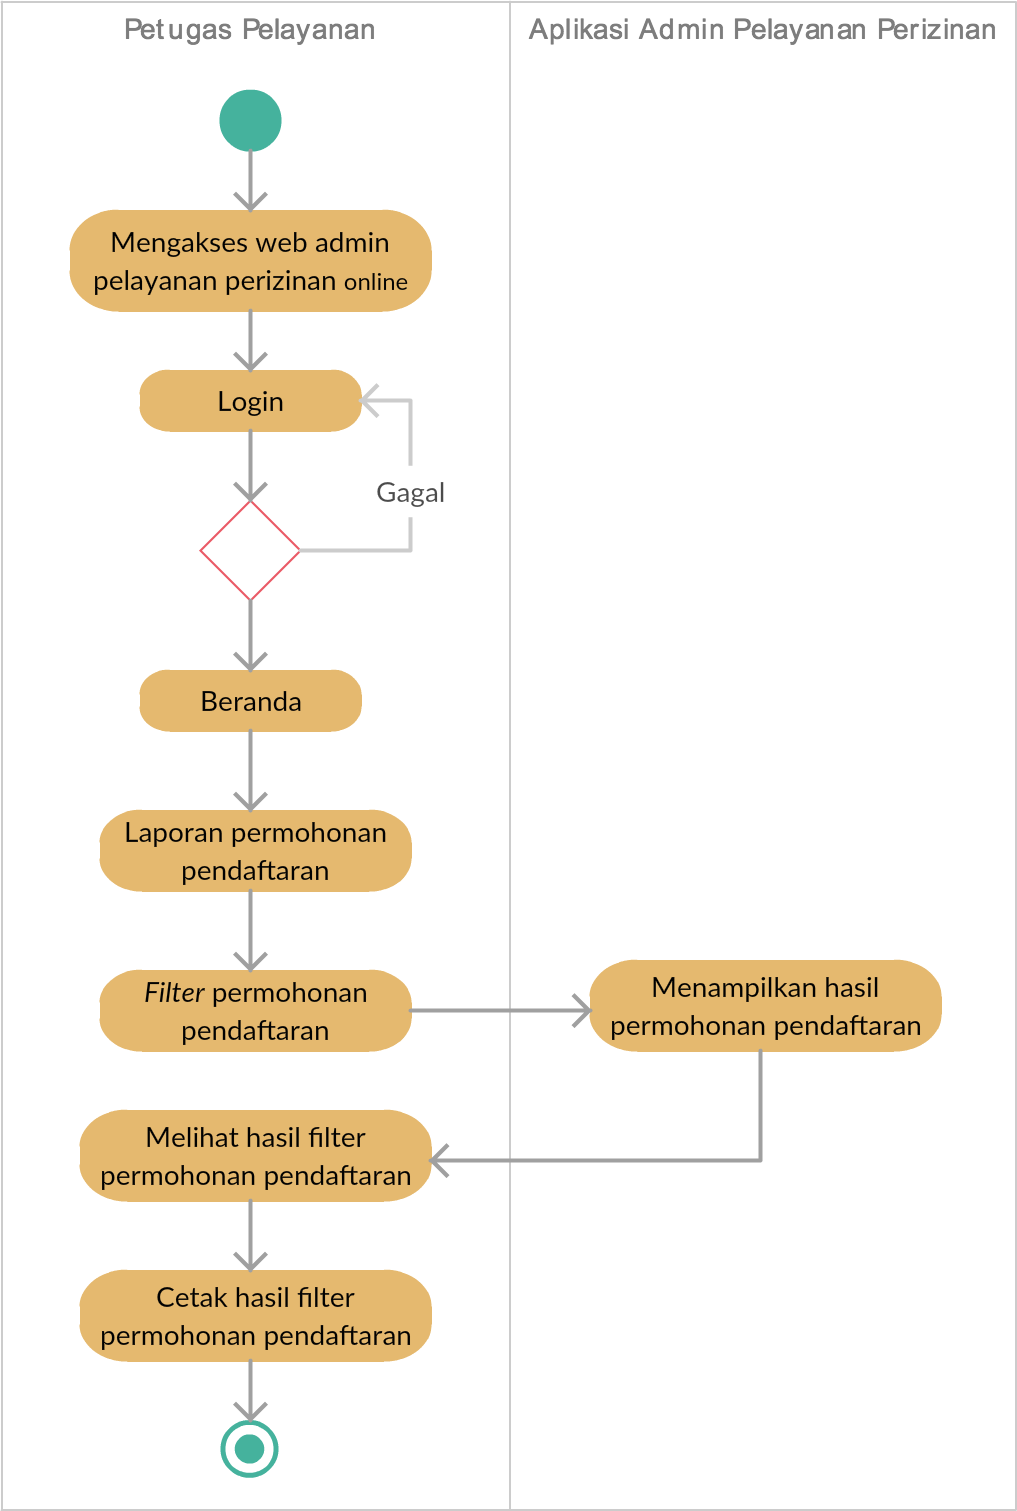 Petugas Pelayanan
Aplikasi Admin Pelayanan Perizinan
Mengakses web admin
pelayanan perizinan online
Login
Gagal
Beranda
Laporan permohonan
pendaftaran
Filter permohonan
pendaftaran
Menampilkan hasil
permohonan pendaftaran
Melihat hasil filter
permohonan pendaftaran
Cetak hasil filter
permohonan pendaftaran